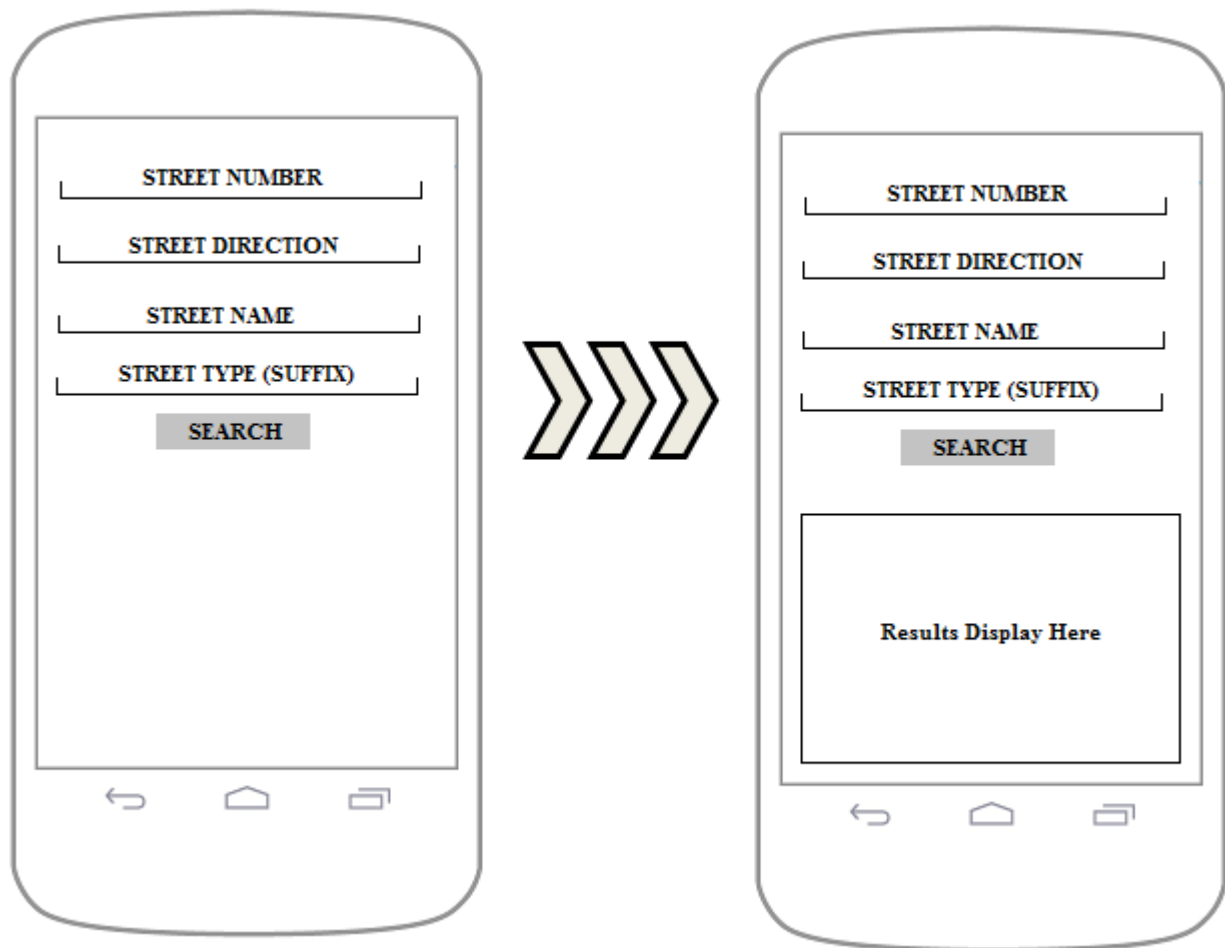 STREET NUMBER
STREET DIRECTION
STREET NAME
STREET TYPE (SUFFIX)
SEARCH
STREET NUMBER
STREET DIRECTION
STREET NAME
STREET TYPE (SUFFIX)
SEARCH
Results Display Here